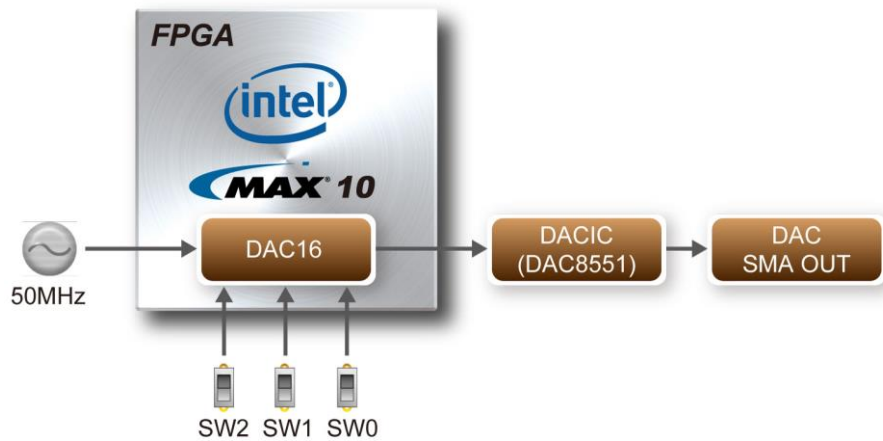 FPGA
intel
MAX® 10
DAC16
DACIC
(DAC8551)
DAC
SMA OUT
50MHz
SW2 SW1 SW0